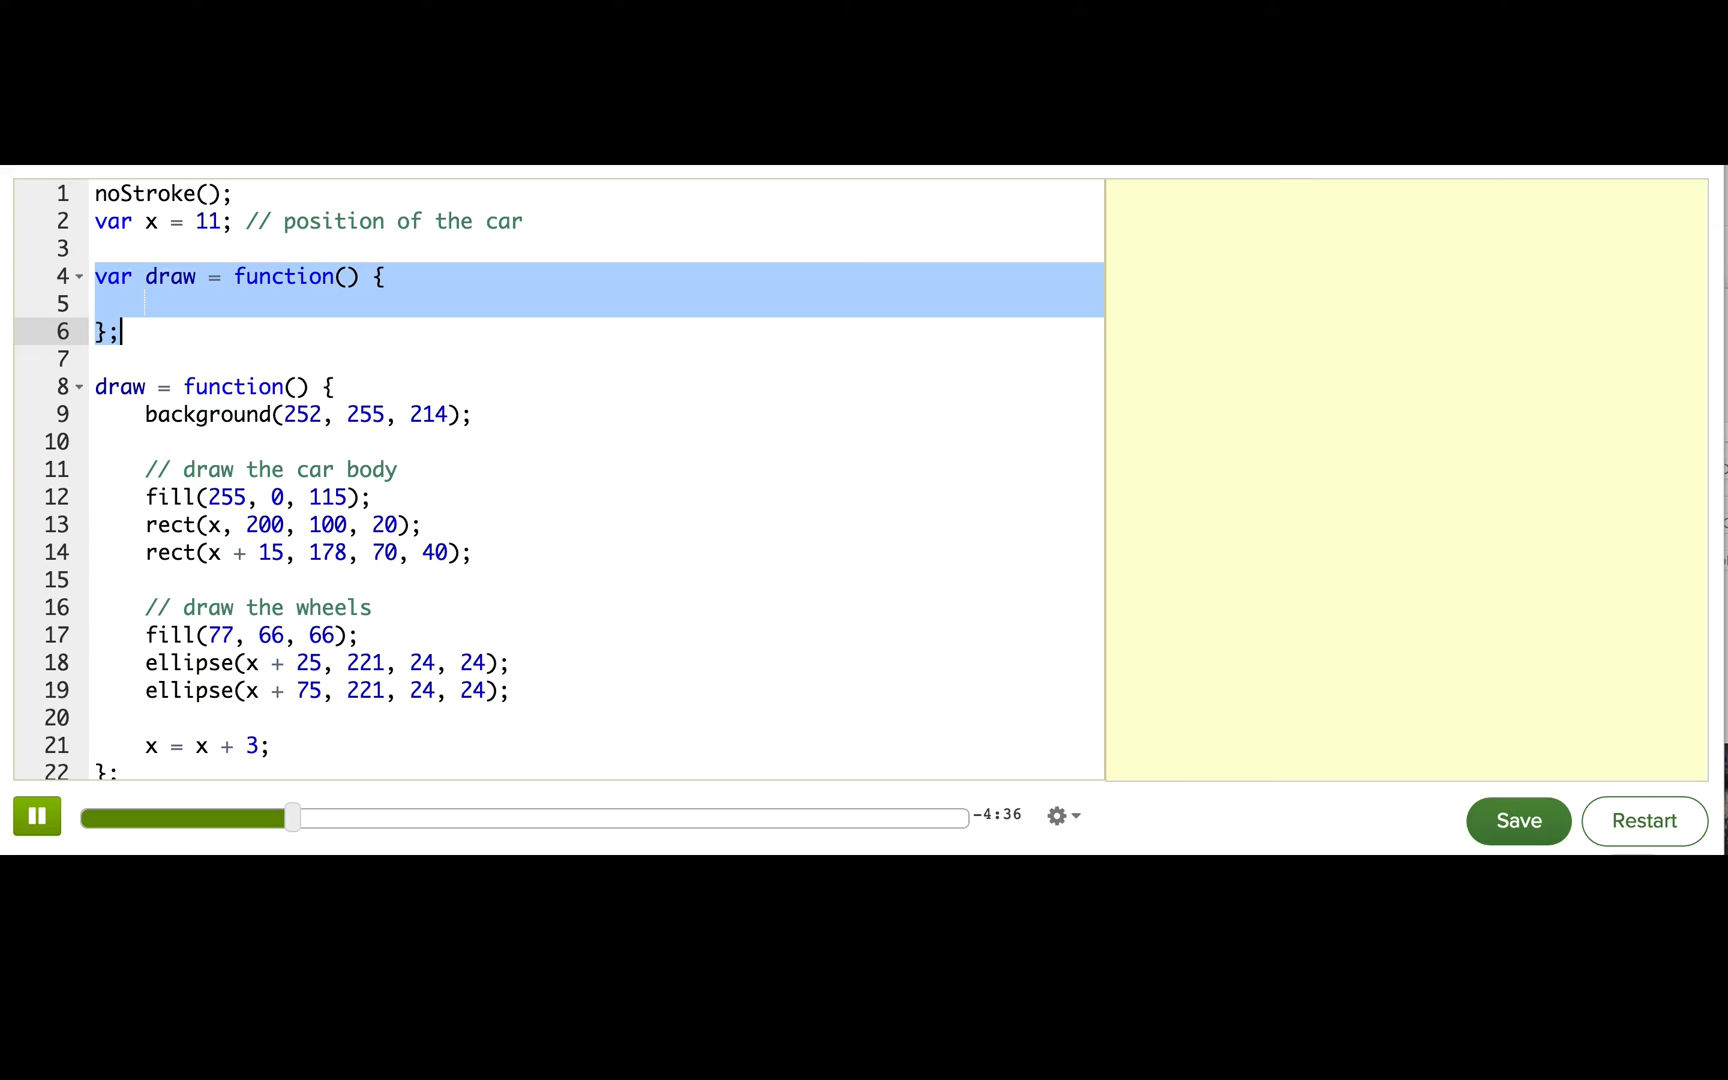 1 noStroke();
2 var x = 11; // position of the car
3
4 var draw = function() {
5
6 };
7
8 draw = function() {
9 background(252, 255, 214);
10
11 // draw the car body
12 fill(255, 0, 115);
13 rect(x, 200, 100, 20);
14 rect(x + 15, 178, 70, 40);
15
16 // draw the wheels
17 fill(77, 66, 66);
18 ellipse(x + 25, 221, 24, 24);
19 ellipse(x + 75, 221, 24, 24);
20
21 x = x + 3;
22 };
-4:36
Save
Restart